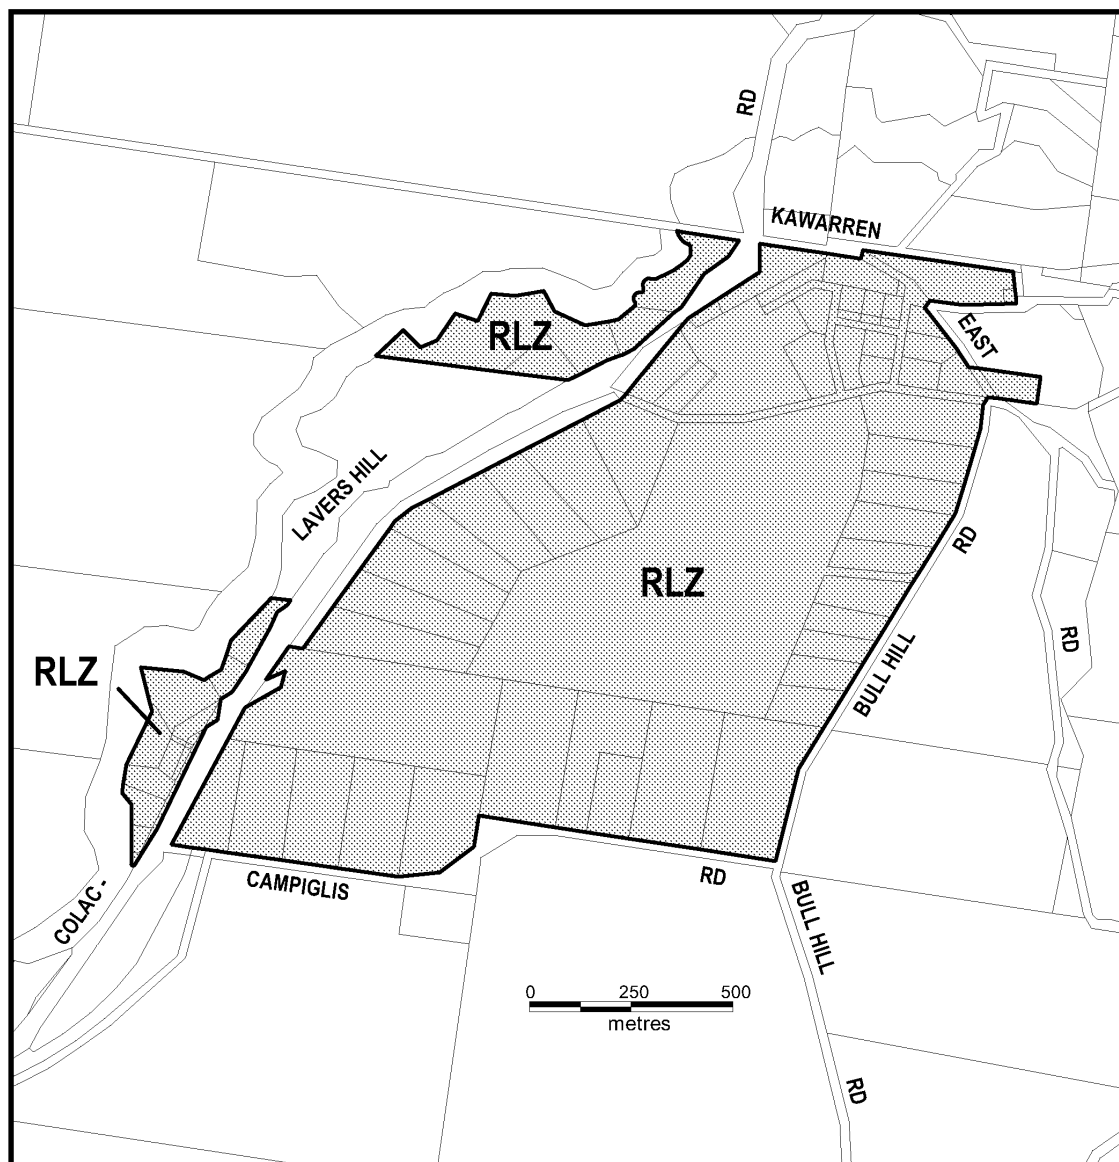 RD
KAWARREN
EAST
RLZ
LAVERS HILL
RD
RLZ
BULL HILL
RD
RLZ
COLAC -
CAMPIGLIS
RD
BULL HILL
RD
0 250 500
metres